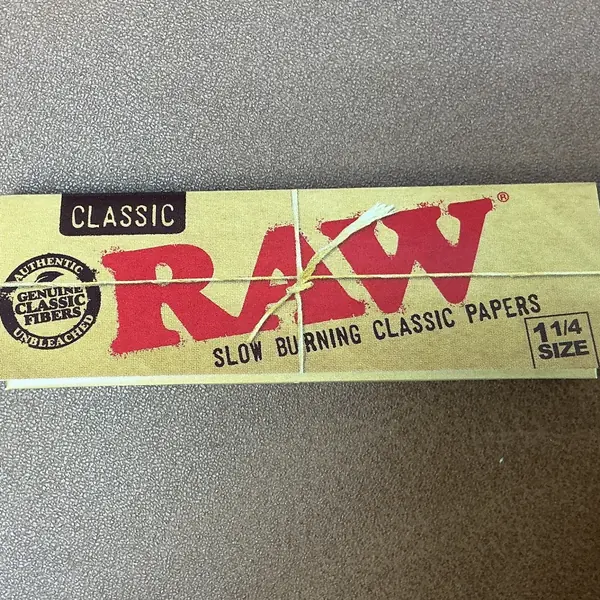 CLASSIC
RAW®
AUTHENTIC
GENUINE
CLASSIC
FIBERS
UNBLEACHED
SLOW BURNING CLASSIC PAPERS
1 1/4
SIZE